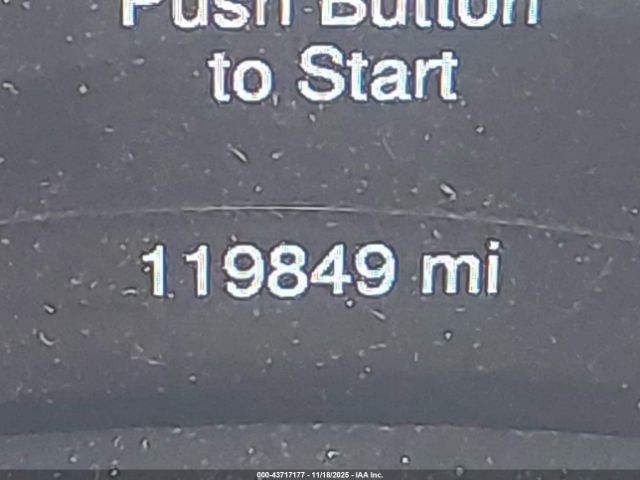 Push Button
to Start
119849 mi
000-43717177 - 11/18/2025 - IAA Inc.